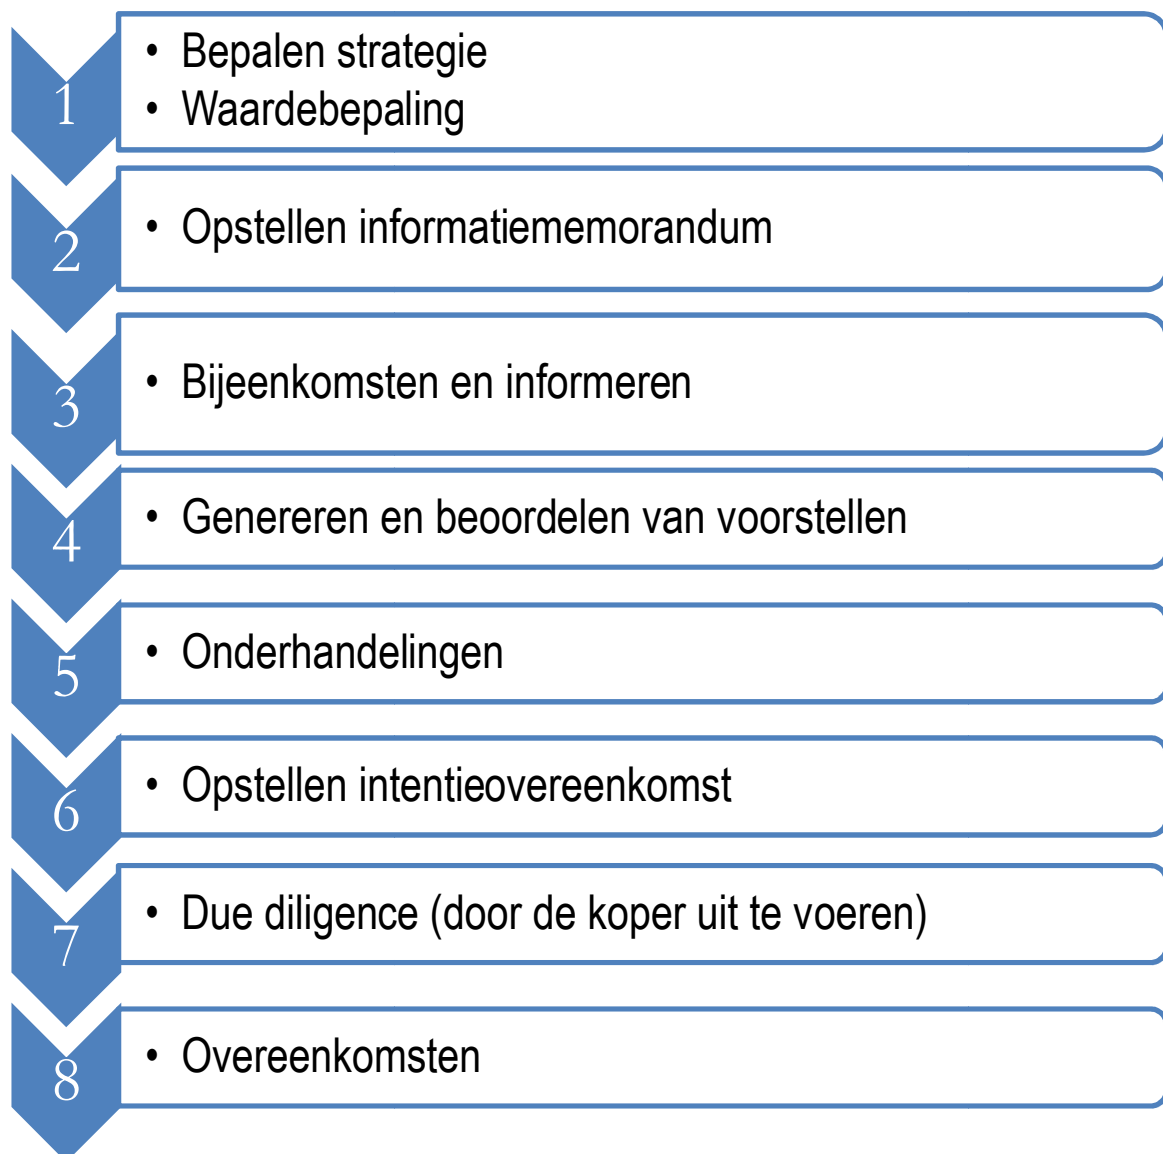 1
• Bepalen strategie
• Waardebepaling
2
• Opstellen informatiememorandum
3
• Bijeenkomsten en informeren
4
• Genereren en beoordelen van voorstellen
5
• Onderhandelingen
6
• Opstellen intentieovereenkomst
7
• Due diligence (door de koper uit te voeren)
8
• Overeenkomsten